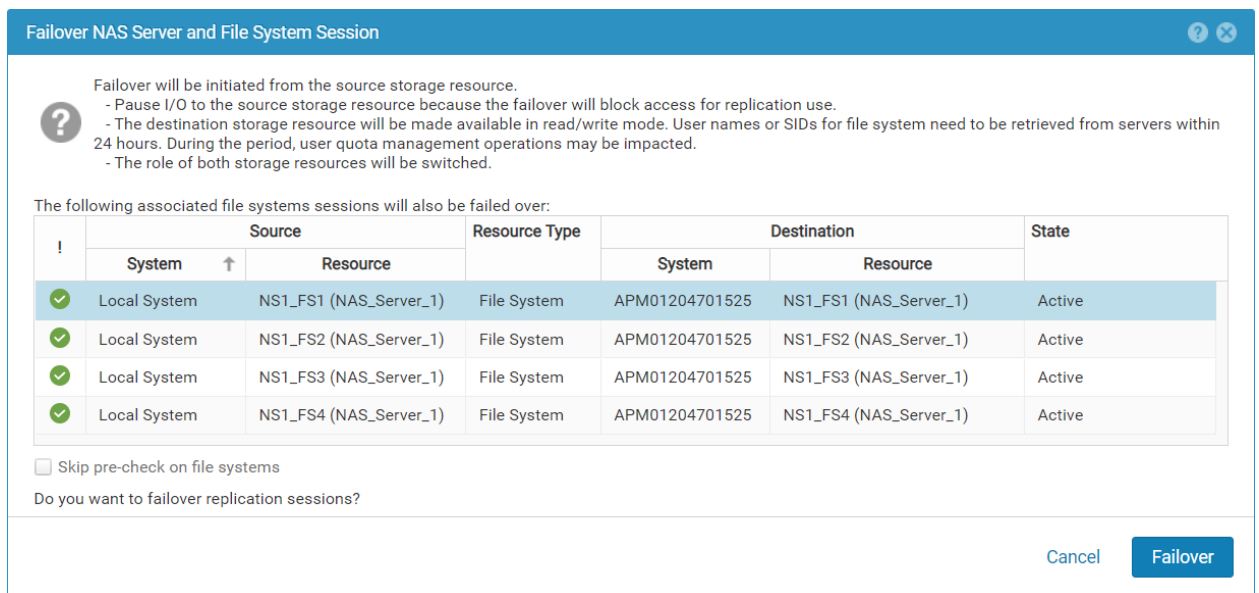 Failover NAS Server and File System Session
Failover will be initiated from the source storage resource.
- Pause I/O to the source storage resource because the failover will block access for replication use.
- The destination storage resource will be made available in read/write mode. User names or SIDs for file system need to be retrieved from servers within
24 hours. During the period, user quota management operations may be impacted.
- The role of both storage resources will be switched.
The following associated file systems sessions will also be failed over:
! Source Resource Type Destination State
System Resource System Resource
Local System NS1_FS1 (NAS_Server_1) File System APM01204701525 NS1_FS1 (NAS_Server_1) Active
Local System NS1_FS2 (NAS_Server_1) File System APM01204701525 NS1_FS2 (NAS_Server_1) Active
Local System NS1_FS3 (NAS_Server_1) File System APM01204701525 NS1_FS3 (NAS_Server_1) Active
Local System NS1_FS4 (NAS_Server_1) File System APM01204701525 NS1_FS4 (NAS_Server_1) Active
Skip pre-check on file systems
Do you want to failover replication sessions?
Cancel Failover